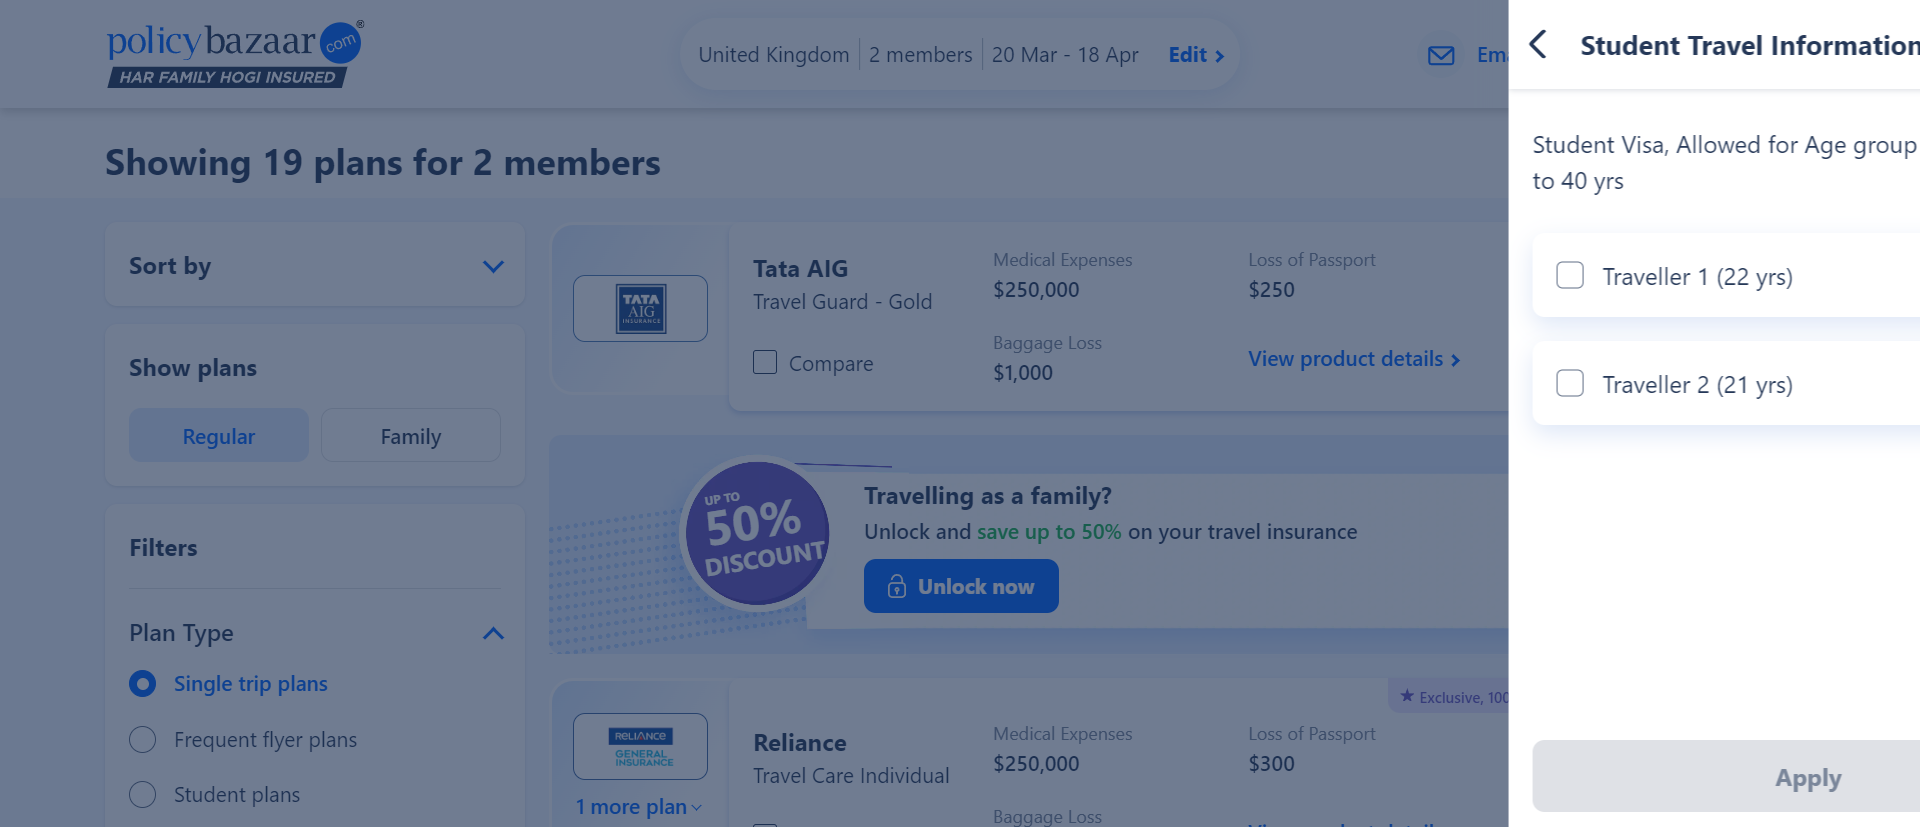 policybazaar com ®
HAR FAMILY HOGI INSURED
United Kingdom 2 members 20 Mar - 18 Apr Edit
Student Travel Information
Student Visa, Allowed for Age group
to 40 yrs
Traveller 1 (22 yrs)
Traveller 2 (21 yrs)
Apply
Showing 19 plans for 2 members
Sort by
Show plans
Regular Family
Filters
Plan Type
Single trip plans
Frequent flyer plans
Student plans
TATA
AIG
INSURANCE
Tata AIG
Travel Guard - Gold
Compare
Medical Expenses
$250,000
Loss of Passport
$250
Baggage Loss
$1,000
View product details
UP TO
50%
DISCOUNT
Travelling as a family?
Unlock and save up to 50% on your travel insurance
Unlock now
RELIANCE
GENERAL
INSURANCE
1 more plan
Reliance
Travel Care Individual
Medical Expenses
$250,000
Loss of Passport
$300
Baggage Loss
Exclusive,